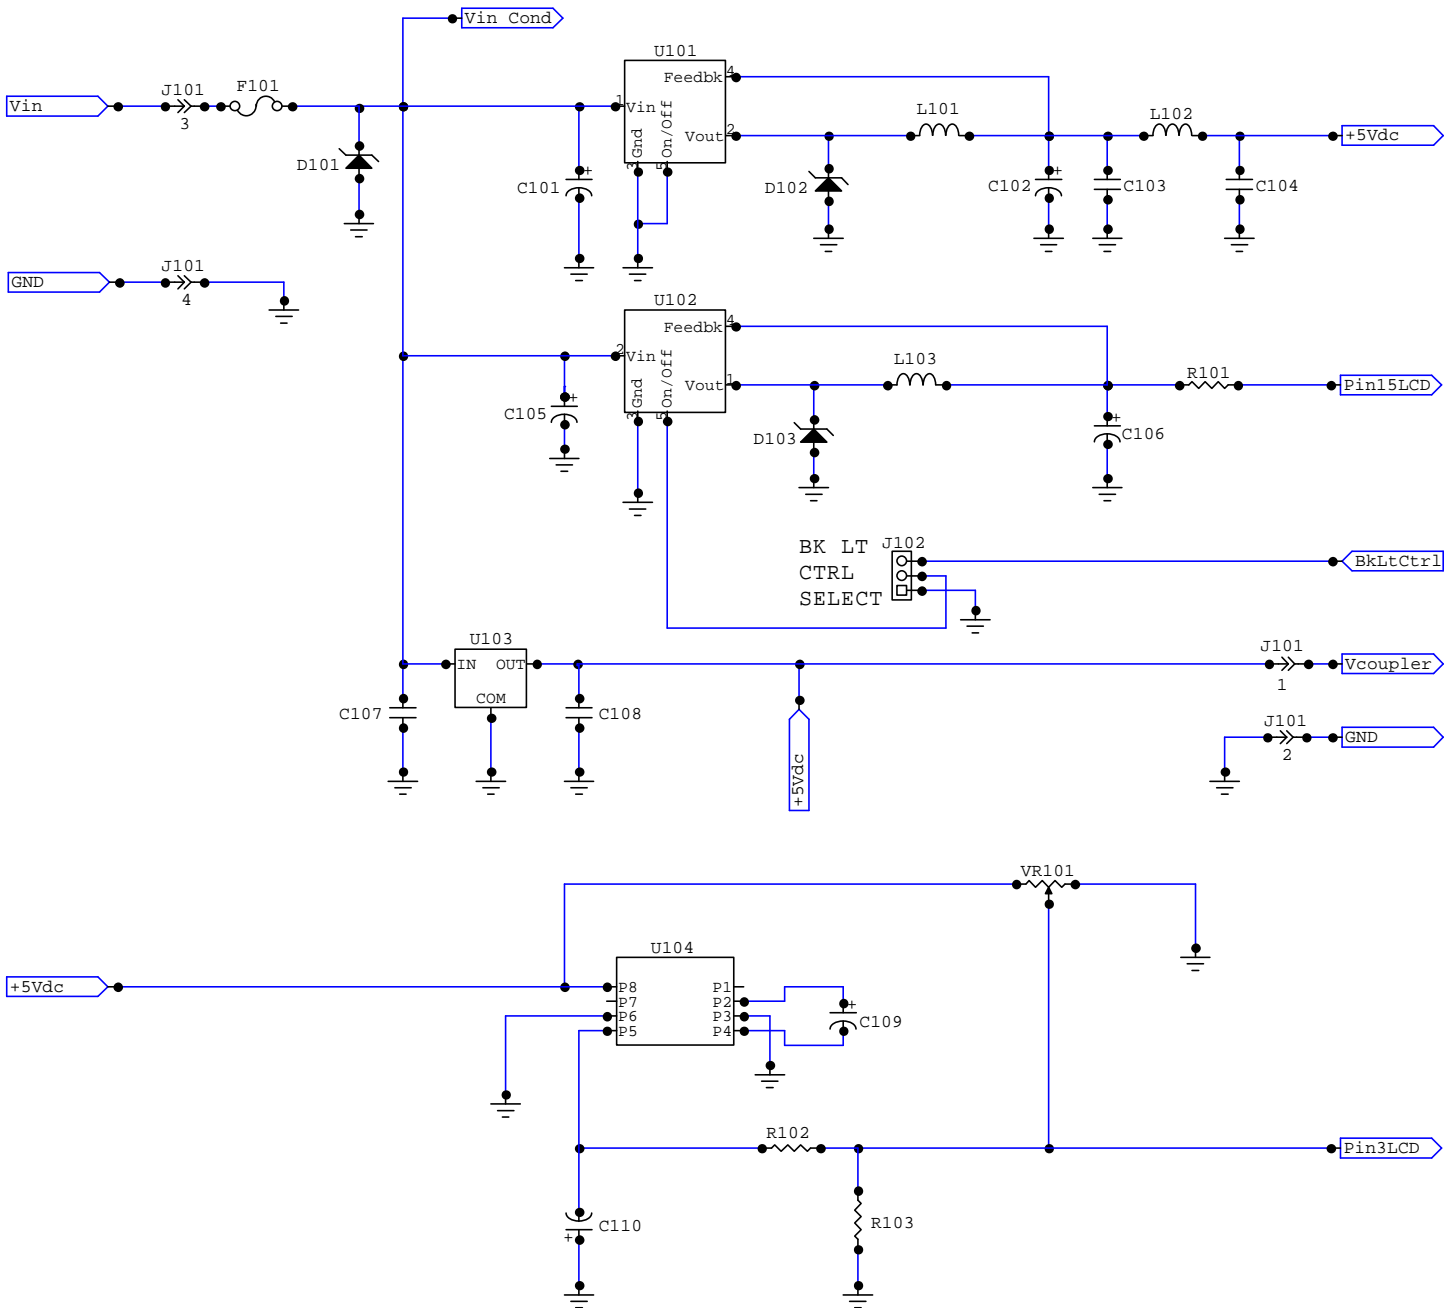 Vin Cond
U101
Feedbk 4
J101
F101
Vin
3
1 Vin
L101
L102
Vout 2
+5Vdc
Gnd
On/Off
3
5
D101
C101
D102
C102
+
C103
C104
+
J101
GND
4
U102
Feedbk 4
2 Vin
L103
R101
Vout 1
Pin15LCD
Gnd
On/Off
3
5
C105
+
D103
C106
+
BK LT
CTRL
SELECT
J102
BkLtCtrl
U103
IN OUT
COM
J101
Vcoupler
1
C107
C108
J101
GND
2
+5Vdc
VR101
U104
+5Vdc
P8 P1
P7 P2
P6 P3
P5 P4
C109
+
R102
Pin3LCD
C110
+
R103